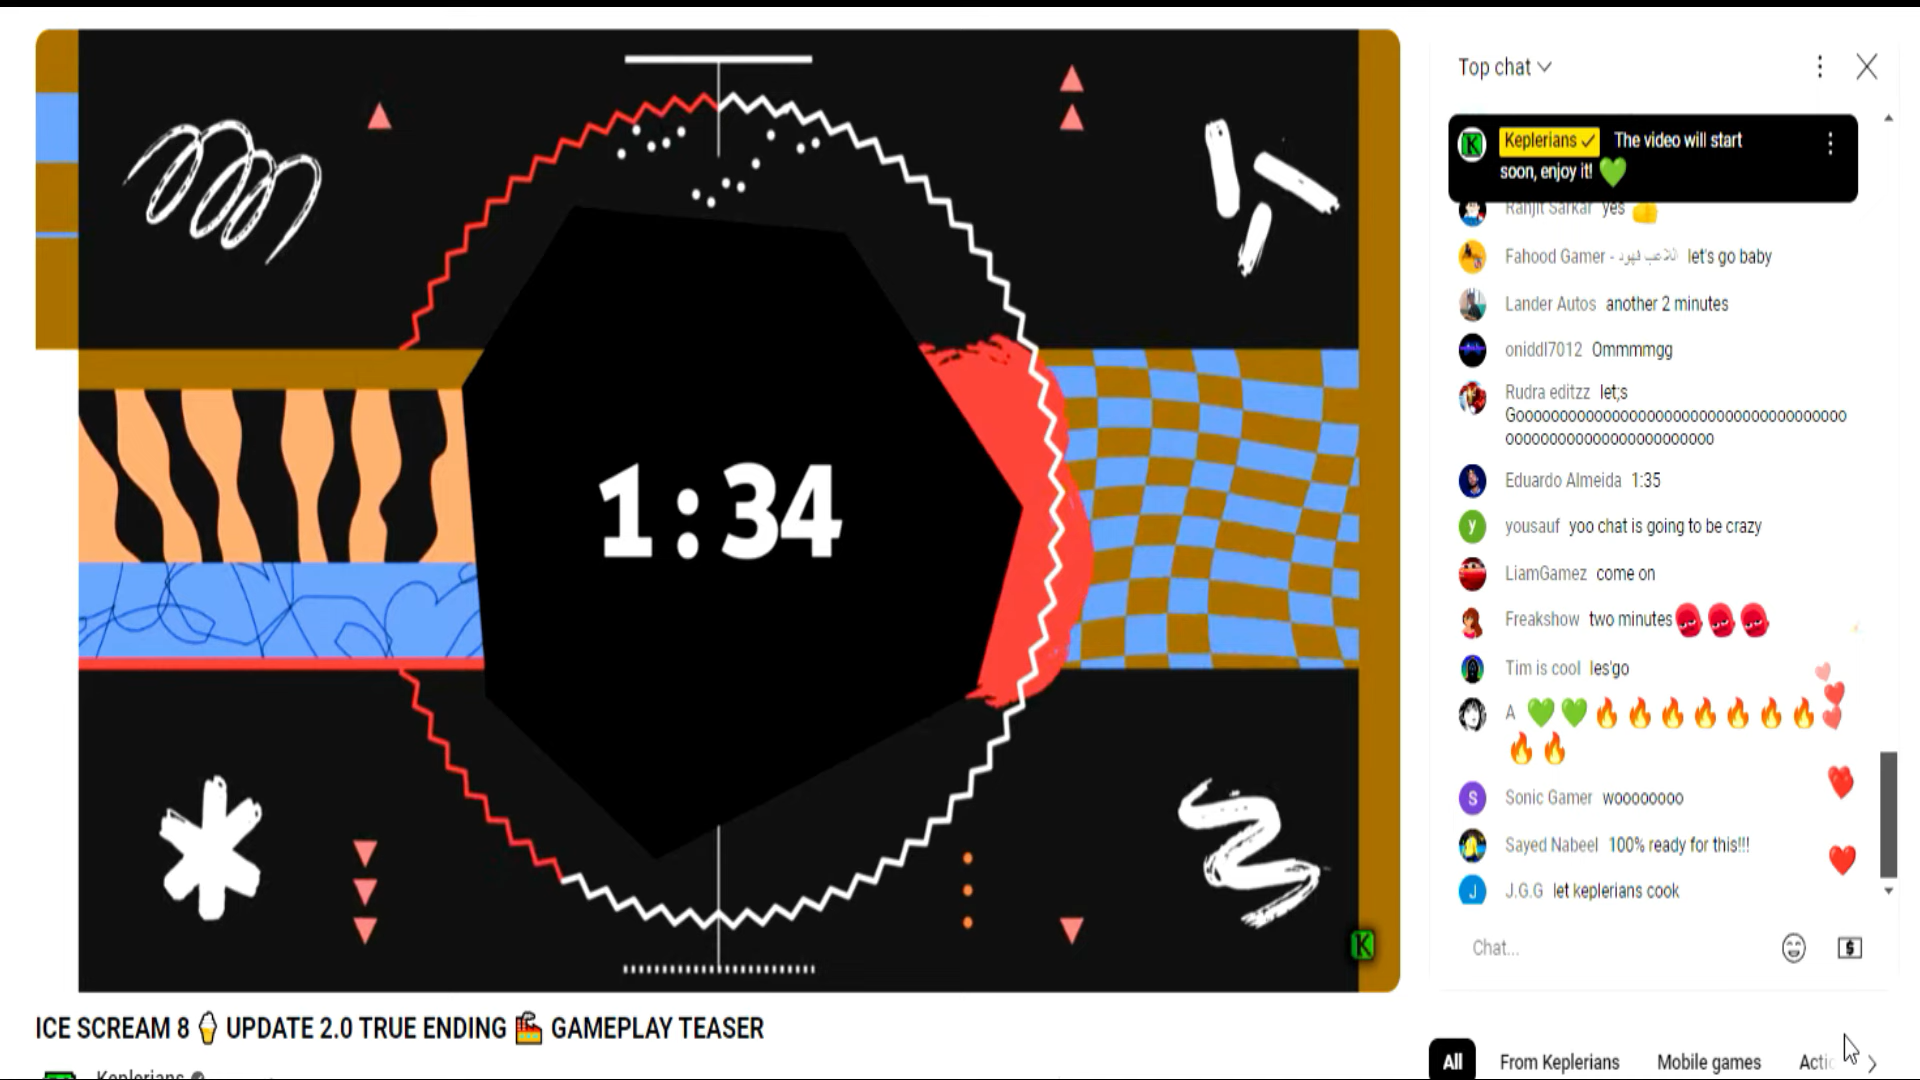 1:34
K
ICE SCREAM 8 UPDATE 2.0 TRUE ENDING GAMEPLAY TEASER
Keplerians
Top chat
K
Keplerians The video will start
soon, enjoy it!
Ranjit Sarkar yes
Fahood Gamer - اللاعب فهود let's go baby
Lander Autos another 2 minutes
oniddl7012 Ommmmgg
Rudra editzz let;s
Goooooooooooooooooooooooooooooooooooooo
oooooooooooooooooooooooo
Eduardo Almeida 1:35
y yousauf yoo chat is going to be crazy
LiamGamez come on
Freakshow two minutes
Tim is cool les'go
A
S Sonic Gamer woooooooo
Sayed Nabeel 100% ready for this!!!
J J.G.G let keplerians cook
Chat...
$
All From Keplerians Mobile games